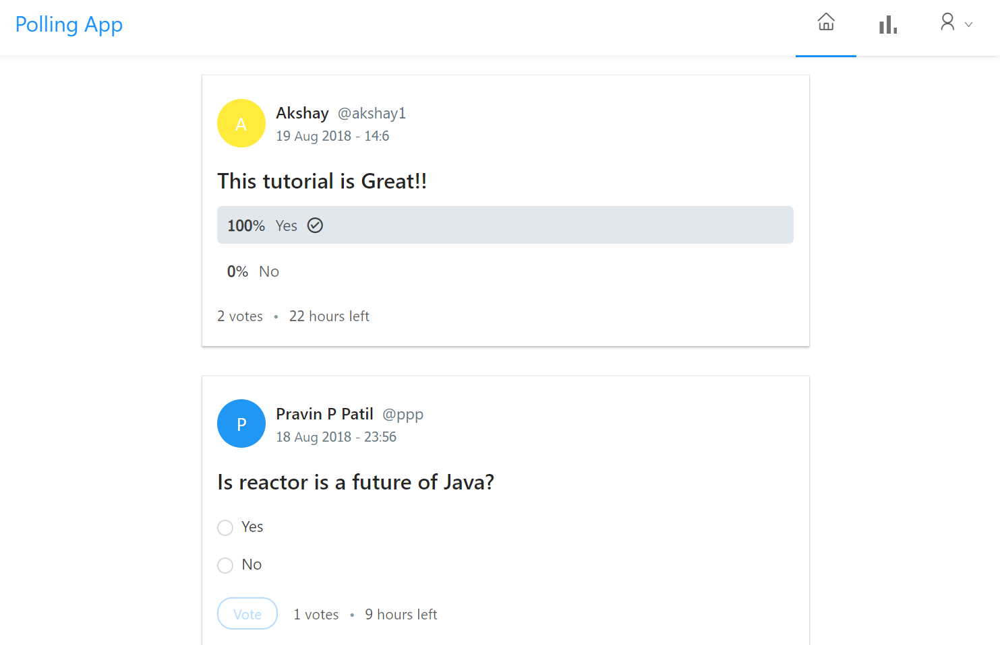 Polling App
A
Akshay @akshay1
19 Aug 2018 - 14:6
This tutorial is Great!!
100% Yes
0% No
2 votes • 22 hours left
P
Pravin P Patil @ppp
18 Aug 2018 - 23:56
Is reactor is a future of Java?
Yes
No
Vote 1 votes • 9 hours left